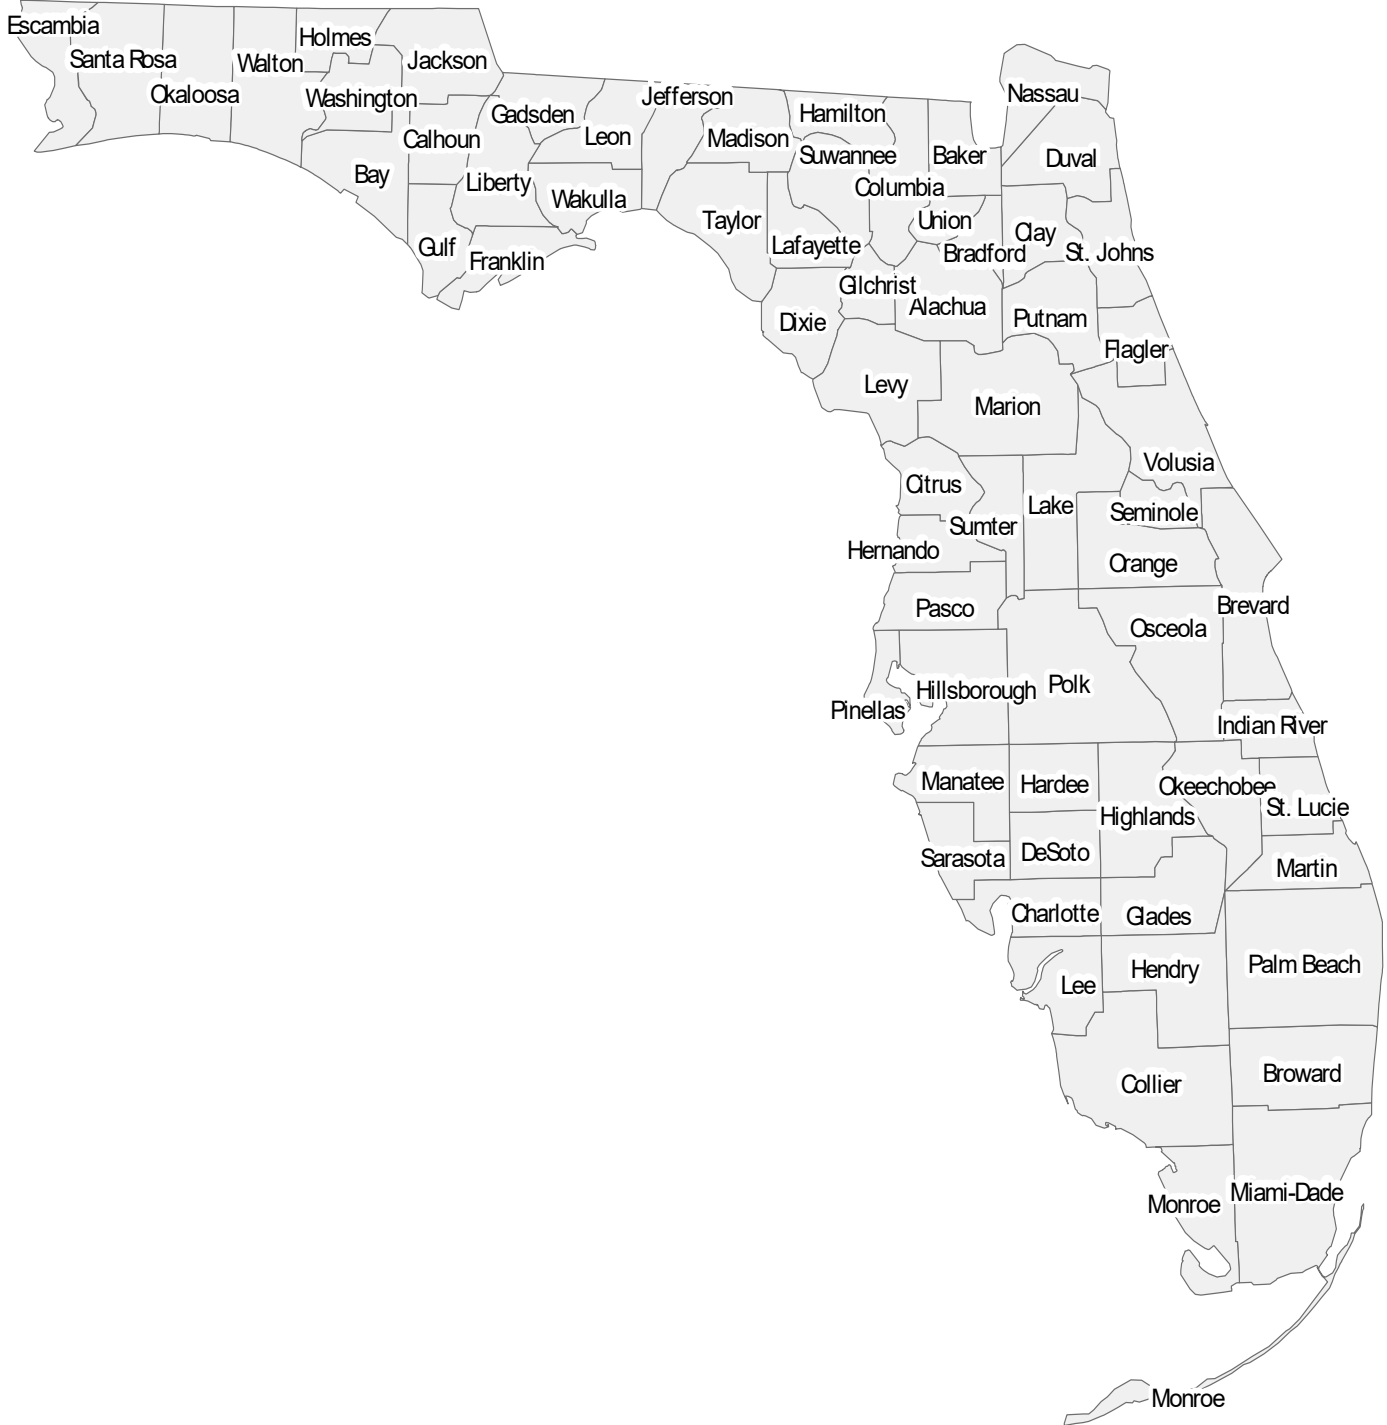 Escambia
Santa Rosa
Okaloosa
Walton
Holmes
Washington
Jackson
Bay
Calhoun
Gulf
Gadsden
Liberty
Franklin
Leon
Wakulla
Jefferson
Madison
Taylor
Hamilton
Suwannee
Lafayette
Dixie
Columbia
Gilchrist
Baker
Union
Bradford
Alachua
Nassau
Duval
Clay
St. Johns
Putnam
Flagler
Levy
Marion
Volusia
Citrus
Sumter
Lake
Seminole
Hernando
Orange
Pasco
Brevard
Osceola
Pinellas
Hillsborough
Polk
Indian River
Manatee
Hardee
Highlands
Okeechobee
St. Lucie
Sarasota
DeSoto
Martin
Charlotte
Glades
Lee
Hendry
Palm Beach
Collier
Broward
Monroe
Miami-Dade
Monroe